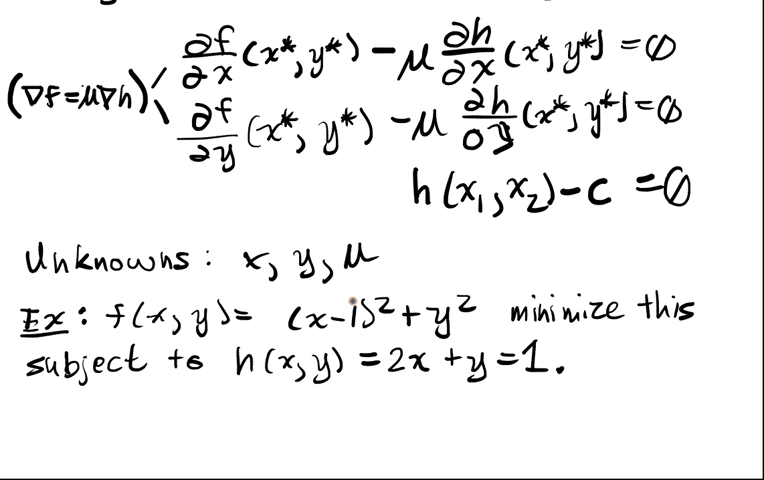 ∂f/∂x (x*, y*) - μ ∂h/∂x (x*, y*) = 0
(∇f = μ∇h)
∂f/∂y (x*, y*) - μ ∂h/∂y (x*, y*) = 0
h(x₁, x₂) - c = 0
Unknowns: x, y, μ
Ex: f(x, y) = (x-1)² + y² minimize this
subject to h(x, y) = 2x + y = 1.